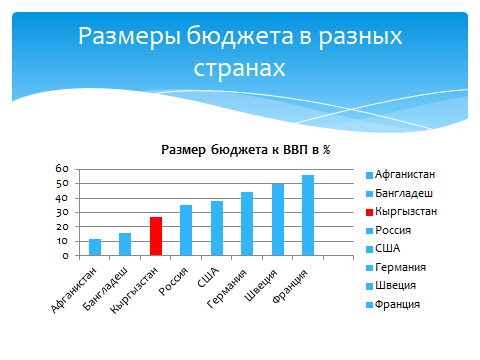 Размеры бюджета в разных
странах
Размер бюджета к ВВП в %
60
50
40
30
20
10
0
Афганистан
Бангладеш
Кыргызстан
Россия
США
Германия
Швеция
Франция
Афганистан
Бангладеш
Кыргызстан
Россия
США
Германия
Швеция
Франция